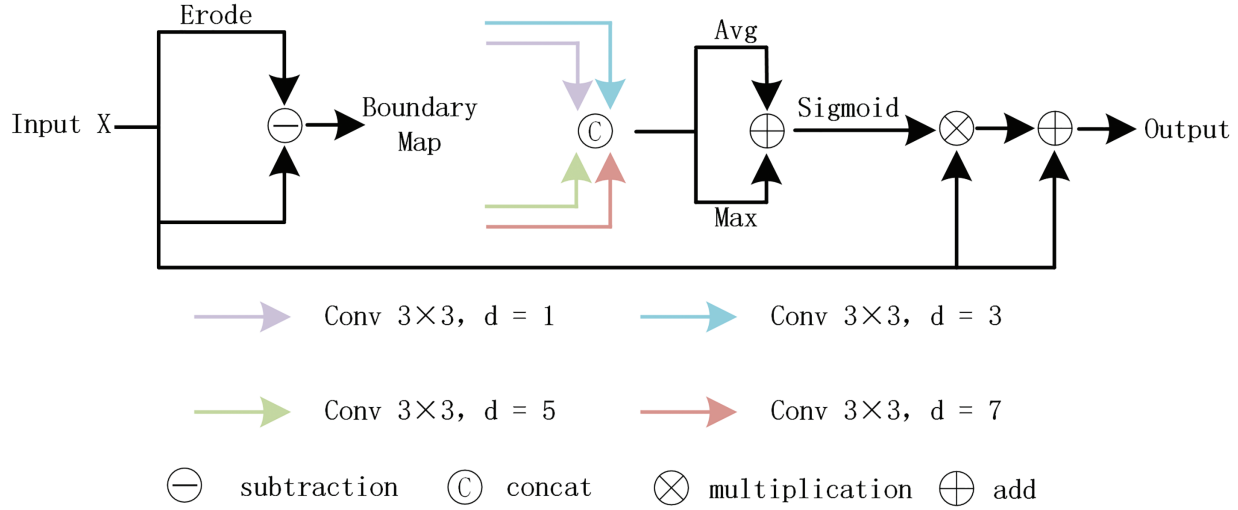 Erode
Input X
Boundary
Map
C
Avg
Max
Sigmoid
Output
Conv 3×3, d = 1
Conv 3×3, d = 3
Conv 3×3, d = 5
Conv 3×3, d = 7
subtraction
C concat
multiplication
add